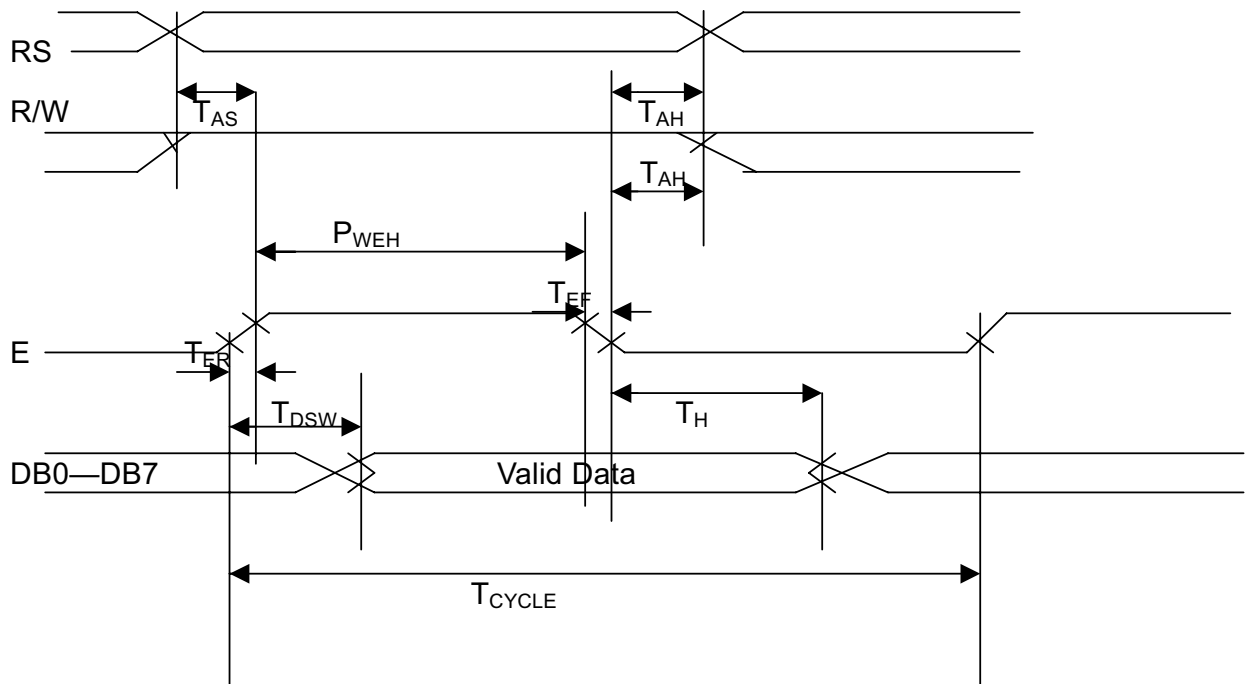 RS
R/W
TAS
TAH
TAH
PWEH
TEF
E
TER
TDSW
TH
DB0—DB7
Valid Data
TCYCLE